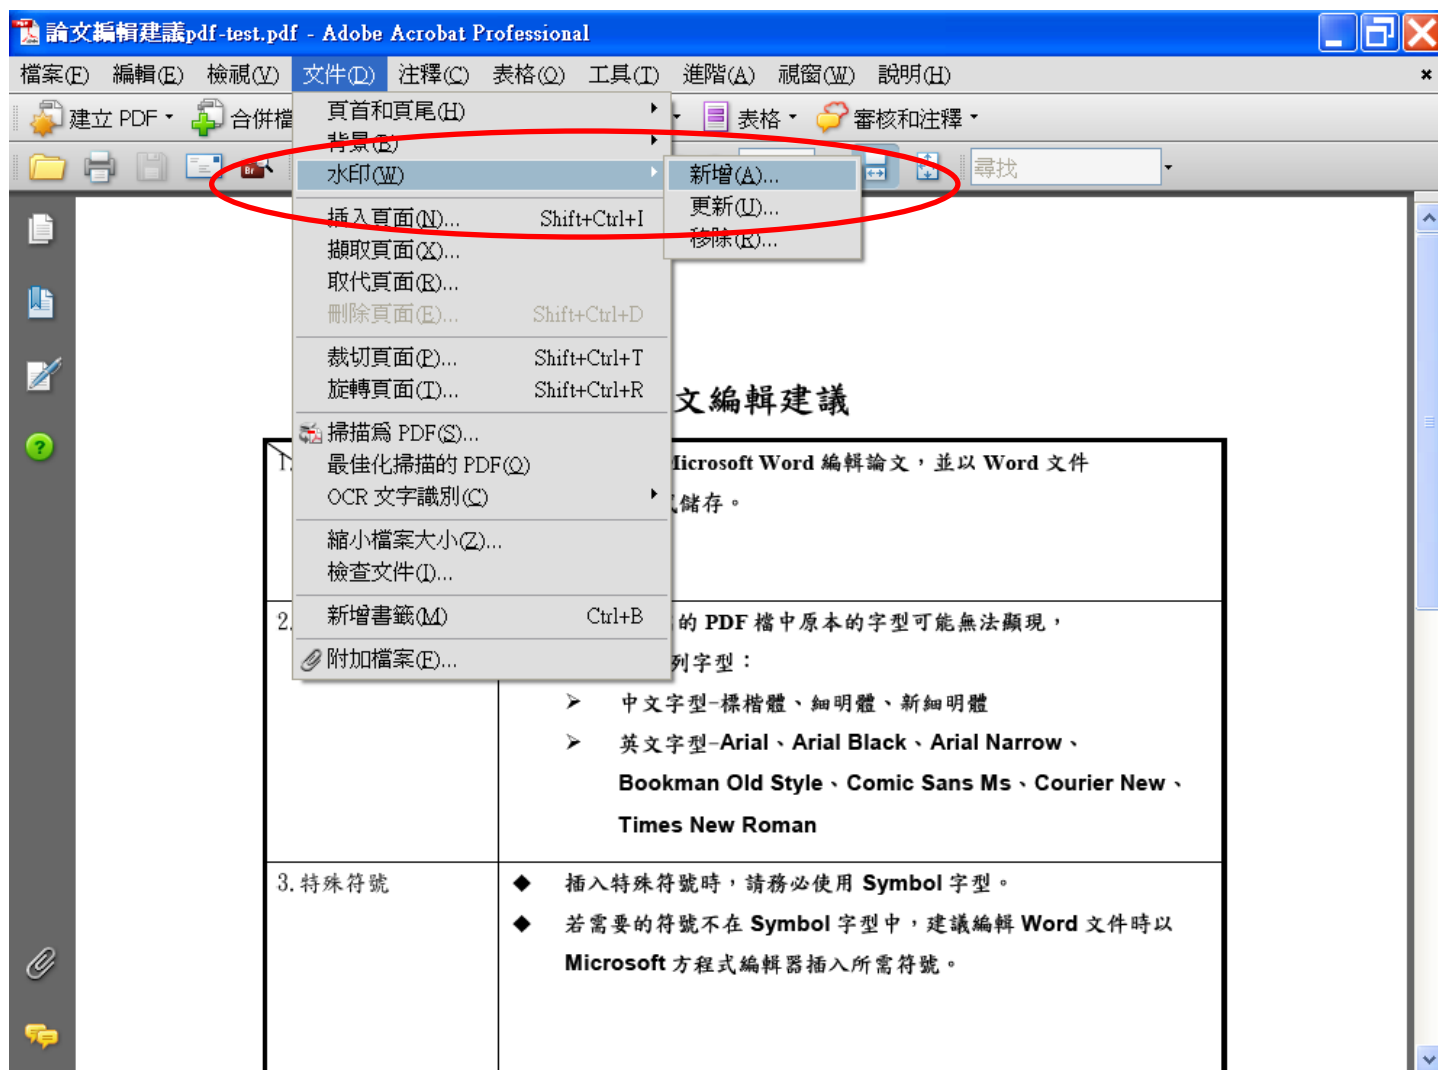 論文編輯建議pdf-test.pdf - Adobe Acrobat Professional
檔案(F) 編輯(E) 檢視(V) 文件(D) 注釋(C) 表格(O) 工具(T) 進階(A) 視窗(W) 說明(H)
建立 PDF 合併檔 表格 審核和注釋
尋找
頁首和頁尾(H)
背景(B)
水印(W)
新增(A)...
更新(U)...
移除(R)...
插入頁面(N)... Shift+Ctrl+I
擷取頁面(X)...
取代頁面(R)...
刪除頁面(E)... Shift+Ctrl+D
裁切頁面(P)... Shift+Ctrl+T
旋轉頁面(T)... Shift+Ctrl+R
掃描為 PDF(S)...
最佳化掃描的 PDF(O)
OCR 文字識別(C)
縮小檔案大小(Z)...
檢查文件(I)...
新增書籤(M) Ctrl+B
附加檔案(F)...
文編輯建議
1.
Microsoft Word 編輯論文，並以 Word 文件
儲存。
2.
的 PDF 檔中原本的字型可能無法顯現，
列字型：
➢ 中文字型-標楷體、細明體、新細明體
➢ 英文字型-Arial、Arial Black、Arial Narrow、
Bookman Old Style、Comic Sans Ms、Courier New、
Times New Roman
3.特殊符號
◆ 插入特殊符號時，請務必使用 Symbol 字型。
◆ 若需要的符號不在 Symbol 字型中，建議編輯 Word 文件時以
Microsoft 方程式編輯器插入所需符號。